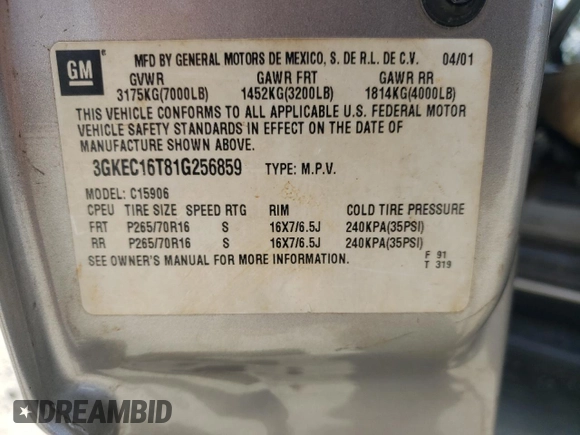 GM
MFD BY GENERAL MOTORS DE MEXICO, S. DE R.L. DE C.V. 04/01
GVWR GAWR FRT GAWR RR
3175KG(7000LB) 1452KG(3200LB) 1814KG(4000LB)
THIS VEHICLE CONFORMS TO ALL APPLICABLE U.S. FEDERAL MOTOR
VEHICLE SAFETY STANDARDS IN EFFECT ON THE DATE OF
MANUFACTURE SHOWN ABOVE.
3GKEC16T81G256859 TYPE: M.P.V.
MODEL: C15906
CPEU TIRE SIZE SPEED RTG RIM COLD TIRE PRESSURE
FRT P265/70R16 S 16X7/6.5J 240KPA(35PSI)
RR P265/70R16 S 16X7/6.5J 240KPA(35PSI)
SEE OWNER'S MANUAL FOR MORE INFORMATION. F 91
T 319
DREAMBID